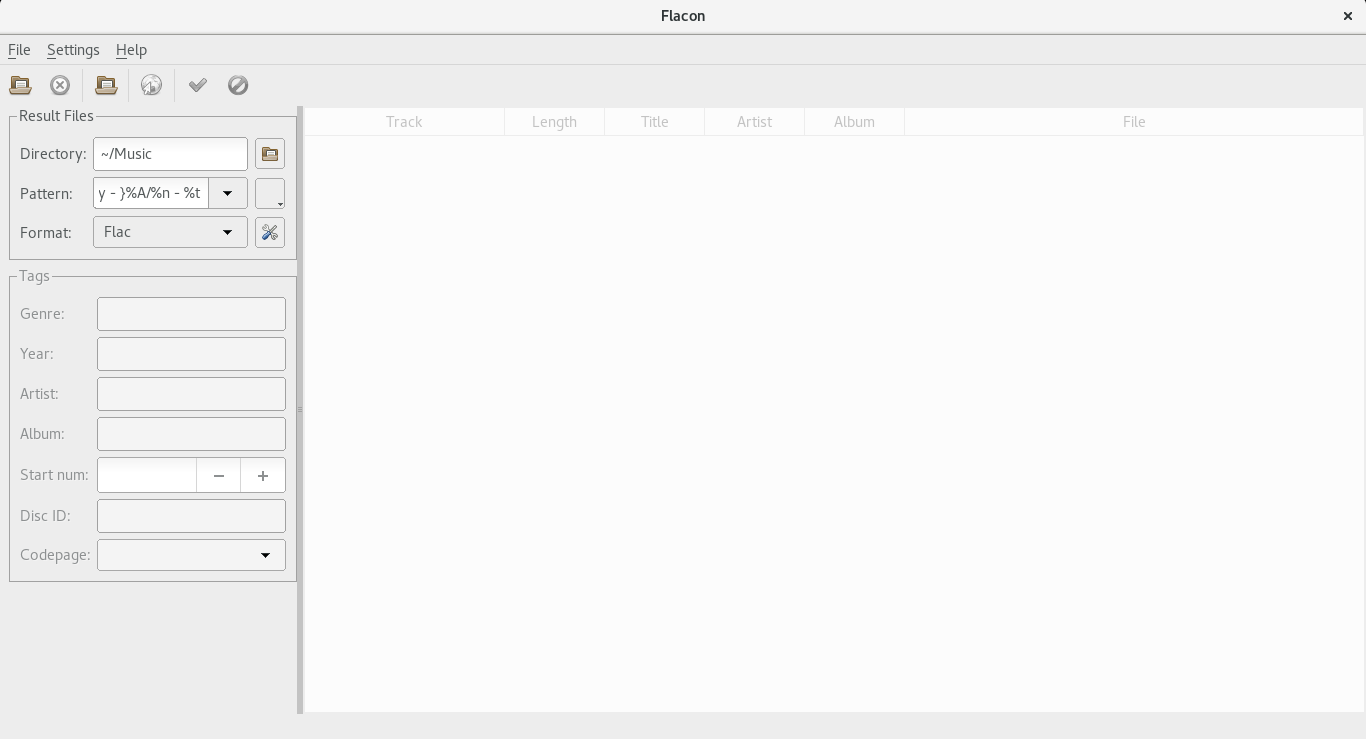 Flacon
File Settings Help
Result Files
Directory: ~/Music
Pattern: y - }%A/%n - %t
Format: Flac
Tags
Genre:
Year:
Artist:
Album:
Start num:
Disc ID:
Codepage:
Track Length Title Artist Album File